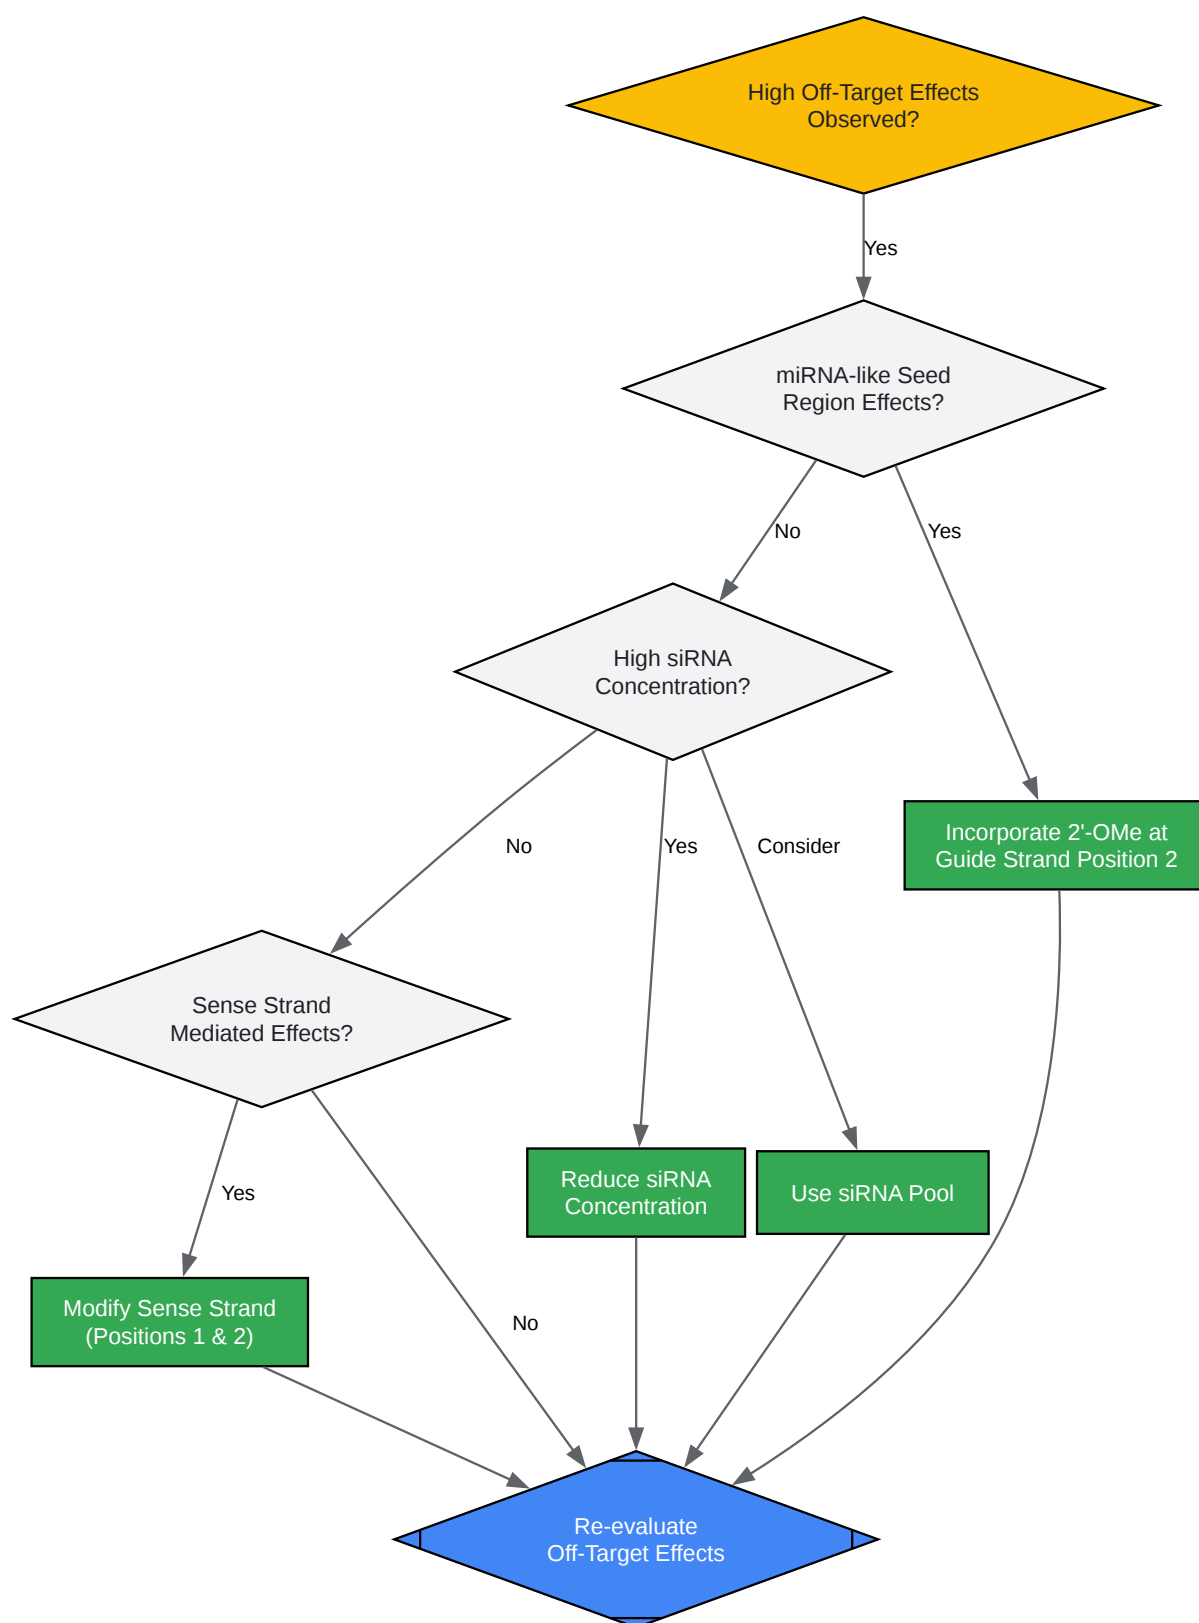 High Off-Target Effects
Observed?
Yes
miRNA-like Seed
Region Effects?
No
Yes
High siRNA
Concentration?
No
Yes
Consider
Incorporate 2'-OMe at
Guide Strand Position 2
Sense Strand
Mediated Effects?
Yes
Reduce siRNA
Concentration
Use siRNA Pool
Modify Sense Strand
(Positions 1 & 2)
No
Re-evaluate
Off-Target Effects